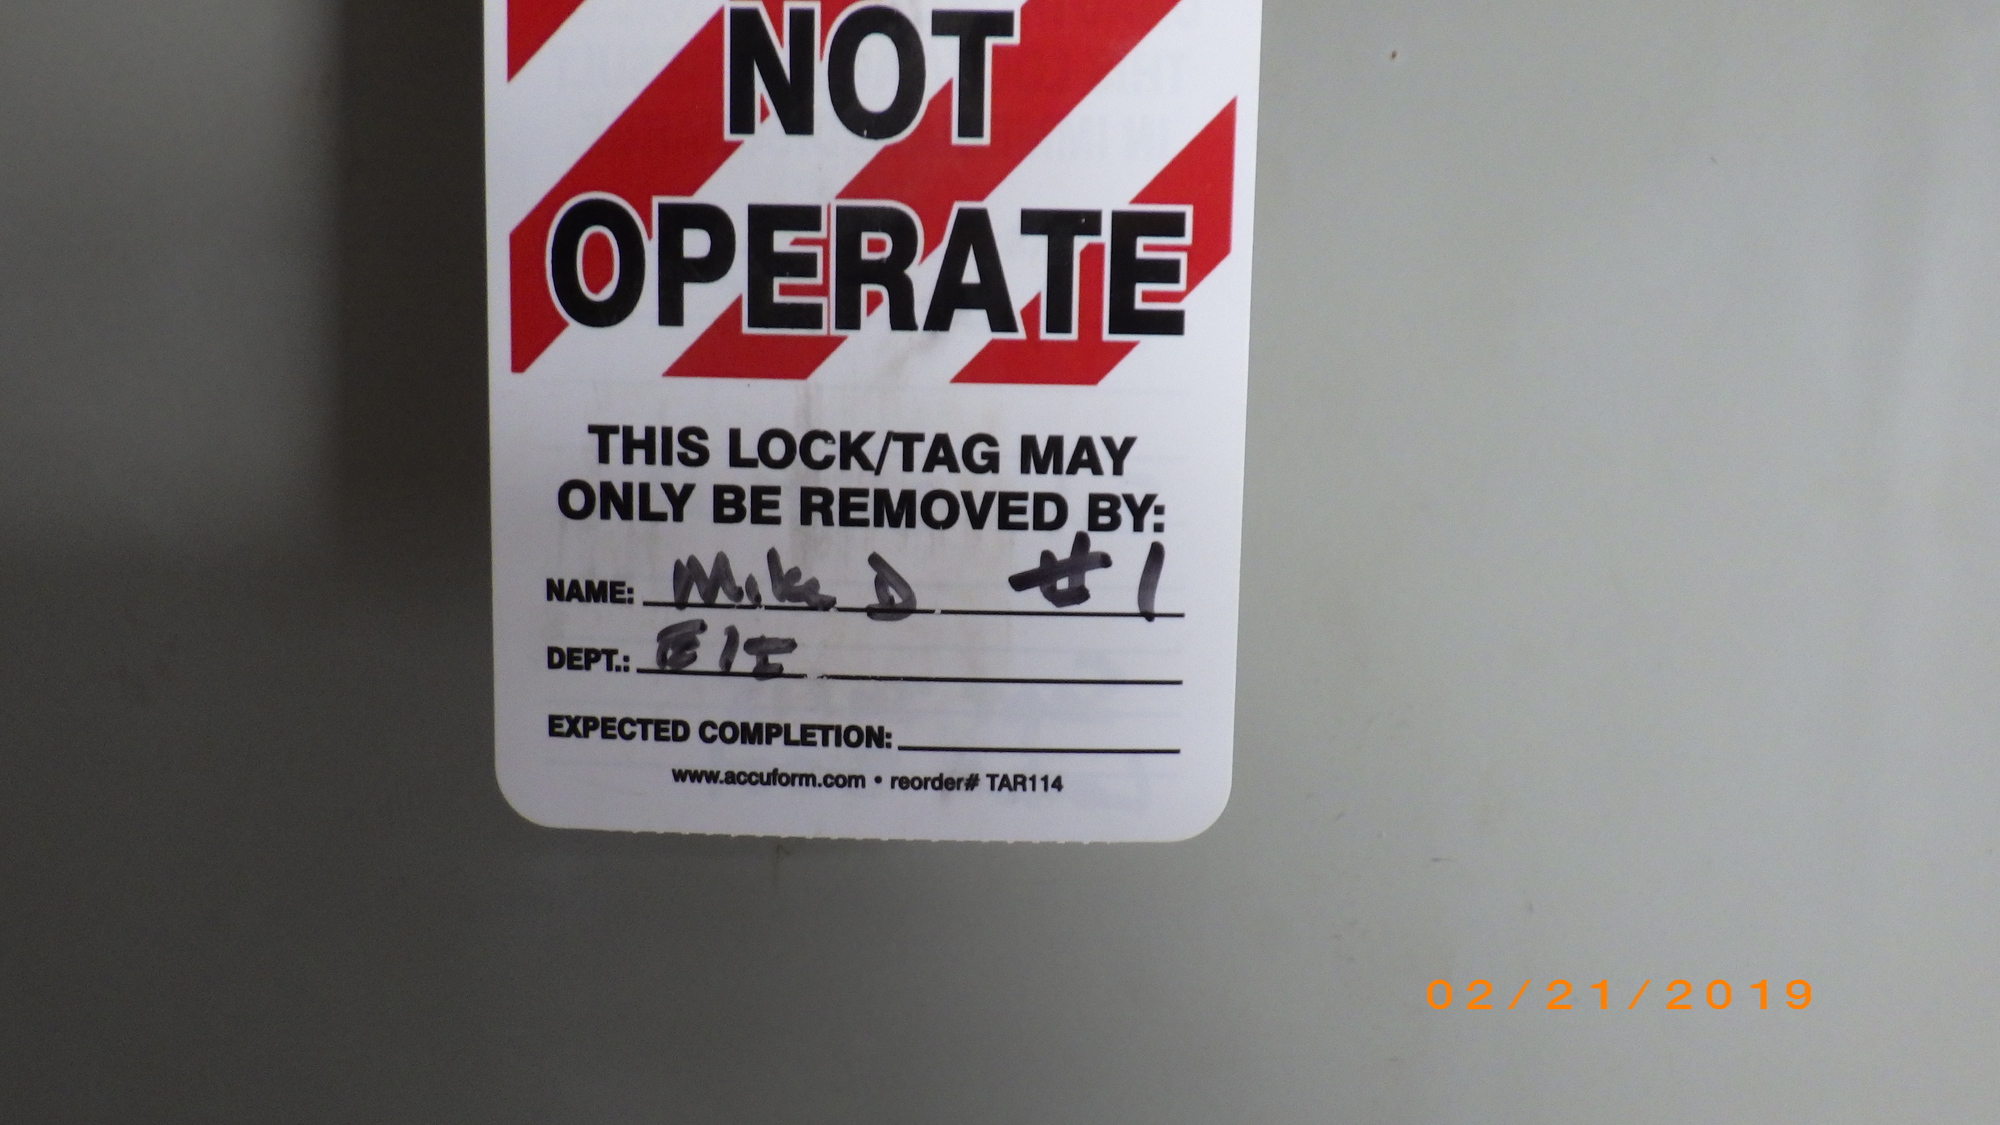 NOT
OPERATE
THIS LOCK/TAG MAY
ONLY BE REMOVED BY:
NAME: Mike D #1
DEPT.: E/I
EXPECTED COMPLETION:
www.accuform.com • reorder# TAR114
02/21/2019